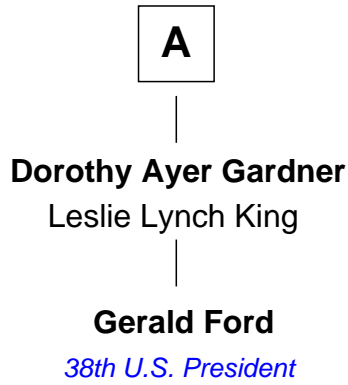 A
Dorothy Ayer Gardner
Leslie Lynch King
Gerald Ford
38th U.S. President